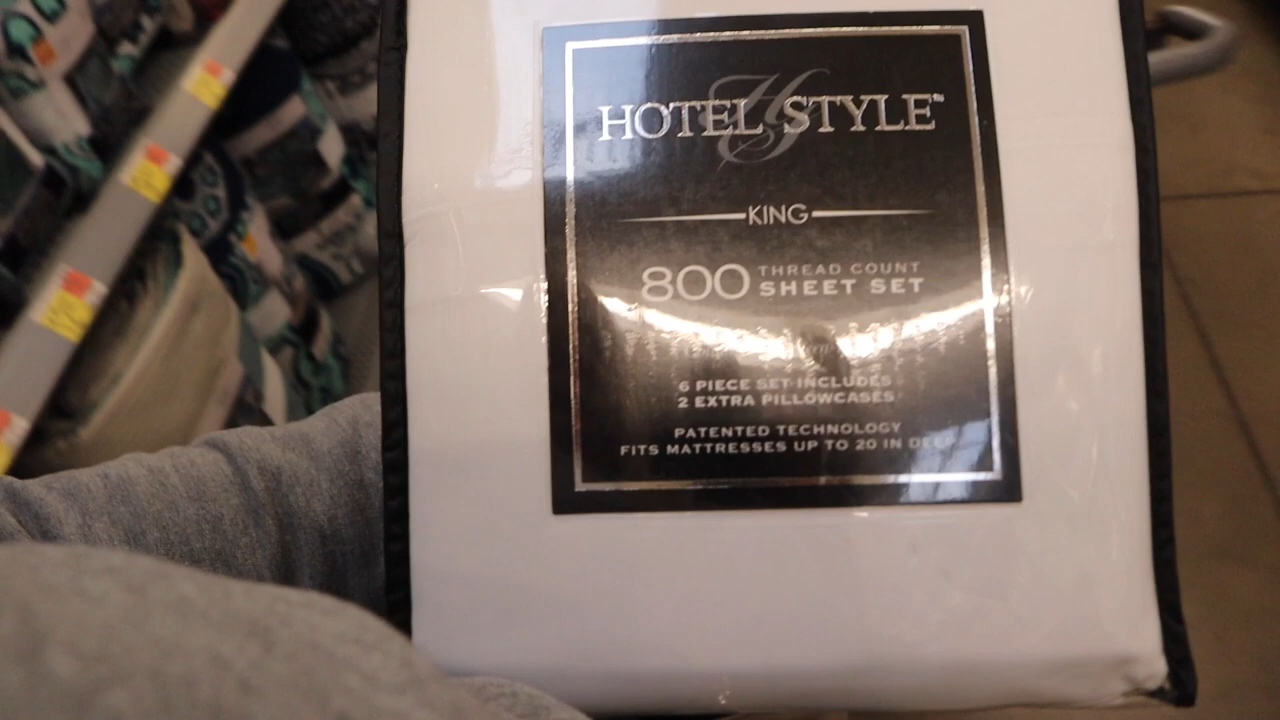 HOTEL STYLE™
KING
800 THREAD COUNT
SHEET SET
6 PIECE SET INCLUDES
2 EXTRA PILLOWCASES
PATENTED TECHNOLOGY
FITS MATTRESSES UP TO 20 IN DEEP